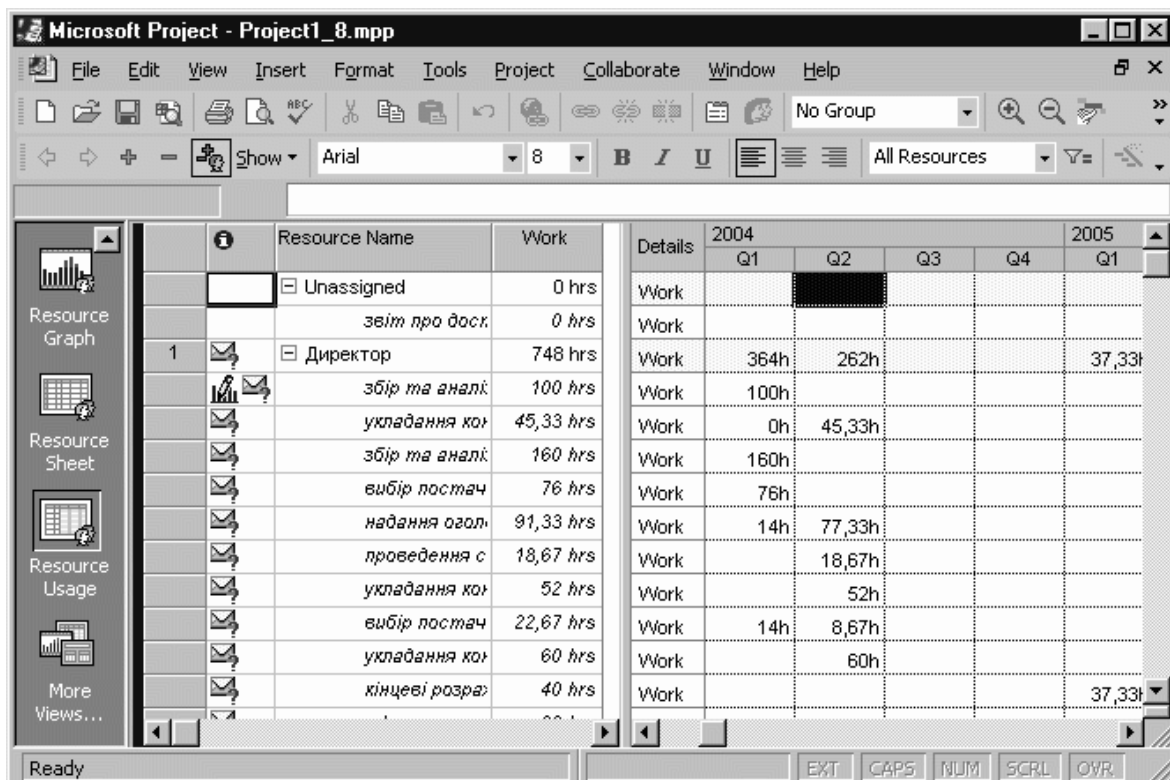 Microsoft Project - Project1_8.mpp
File Edit View Insert Format Tools Project Collaborate Window Help
ABC No Group
Show Arial 8 B I U All Resources
Resource Name Work Details 2004 2005
Q1 Q2 Q3 Q4 Q1
Unassigned 0 hrs Work
звіт про досл 0 hrs Work
1 Директор 748 hrs Work 364h 262h 37,33h
збір та аналі: 100 hrs Work 100h
укладання кон 45,33 hrs Work 0h 45,33h
збір та аналі: 160 hrs Work 160h
вибір постач 76 hrs Work 76h
надання огол 91,33 hrs Work 14h 77,33h
проведення с 18,67 hrs Work 18,67h
укладання кон 52 hrs Work 52h
вибір постач 22,67 hrs Work 14h 8,67h
укладання кон 60 hrs Work 60h
кінцеві розра 40 hrs Work 37,33h
Resource
Graph
Resource
Sheet
Resource
Usage
More
Views...
Ready EXT CAPS NUM SCRL OVR